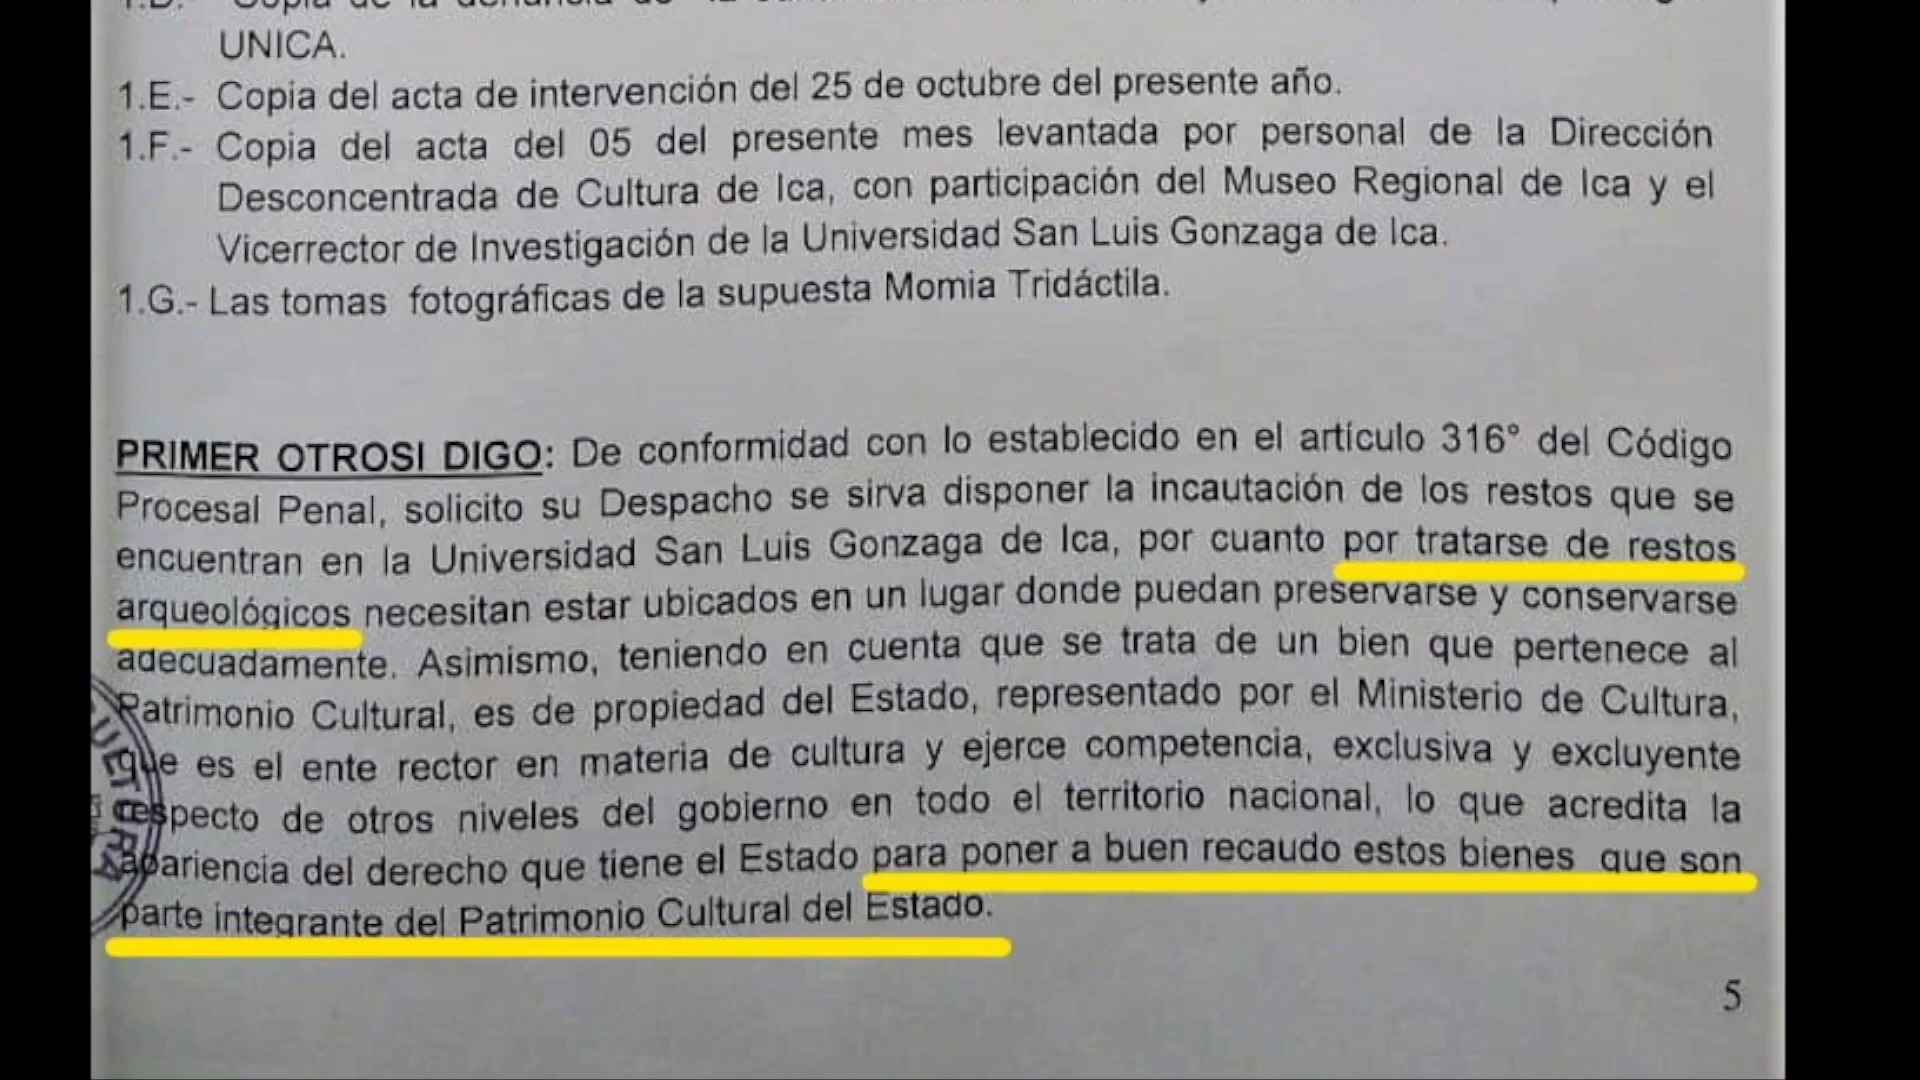 UNICA.
1.E.- Copia del acta de intervención del 25 de octubre del presente año.
1.F.- Copia del acta del 05 del presente mes levantada por personal de la Dirección
Desconcentrada de Cultura de Ica, con participación del Museo Regional de Ica y el
Vicerrector de Investigación de la Universidad San Luis Gonzaga de Ica.
1.G.- Las tomas fotográficas de la supuesta Momia Tridáctila.
PRIMER OTROSI DIGO: De conformidad con lo establecido en el artículo 316° del Código
Procesal Penal, solicito su Despacho se sirva disponer la incautación de los restos que se
encuentran en la Universidad San Luis Gonzaga de Ica, por cuanto por tratarse de restos
arqueológicos necesitan estar ubicados en un lugar donde puedan preservarse y conservarse
adecuadamente. Asimismo, teniendo en cuenta que se trata de un bien que pertenece al
Patrimonio Cultural, es de propiedad del Estado, representado por el Ministerio de Cultura,
que es el ente rector en materia de cultura y ejerce competencia, exclusiva y excluyente
respecto de otros niveles del gobierno en todo el territorio nacional, lo que acredita la
apariencia del derecho que tiene el Estado para poner a buen recaudo estos bienes que son
parte integrante del Patrimonio Cultural del Estado.
5